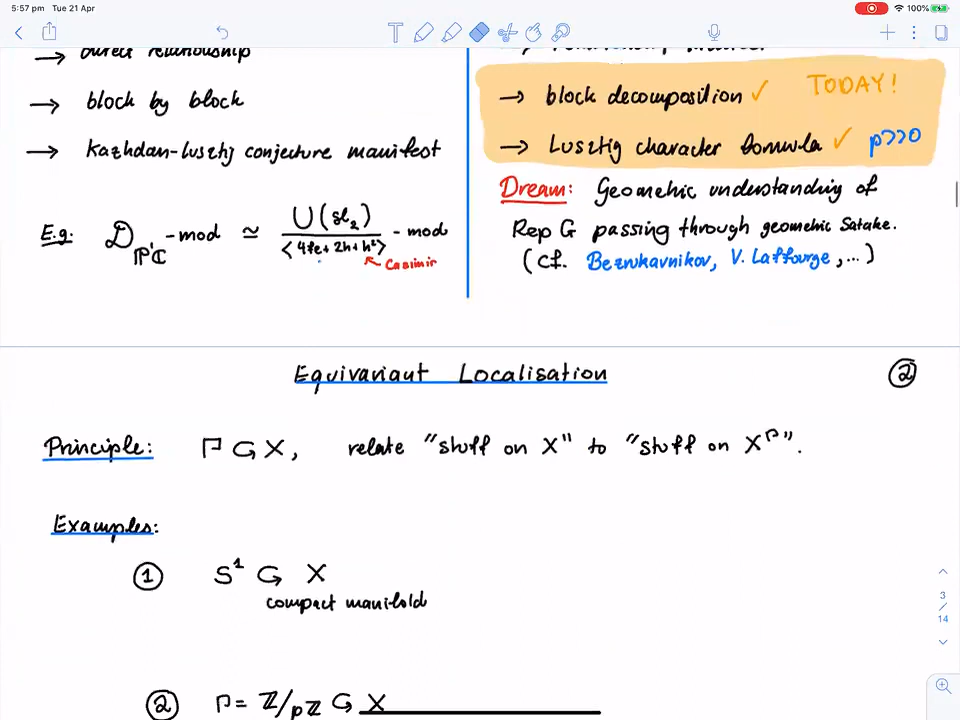 5:57 pm Tue 21 Apr
100%
→ direct relationship
→ block by block
→ Kazhdan-Lusztig conjecture manifest
E.g: 𝒟_{ℙ¹ℂ} -mod ≃ U(sl₂) / <4fe+2h+h²> -mod
Casimir
→ block decomposition ✓ TODAY!
→ Lusztig character formula ✓ p>>0
Dream: Geometric understanding of
Rep G passing through geometric Satake.
(cf. Bezrukavnikov, V. Lafforgue, ...)
Equivariant Localisation
②
Principle: Γ G X, relate "stuff on X" to "stuff on X^Γ".
Examples:
① S¹ G X
compact manifold
② Γ = ℤ/pℤ G X
3
/
14